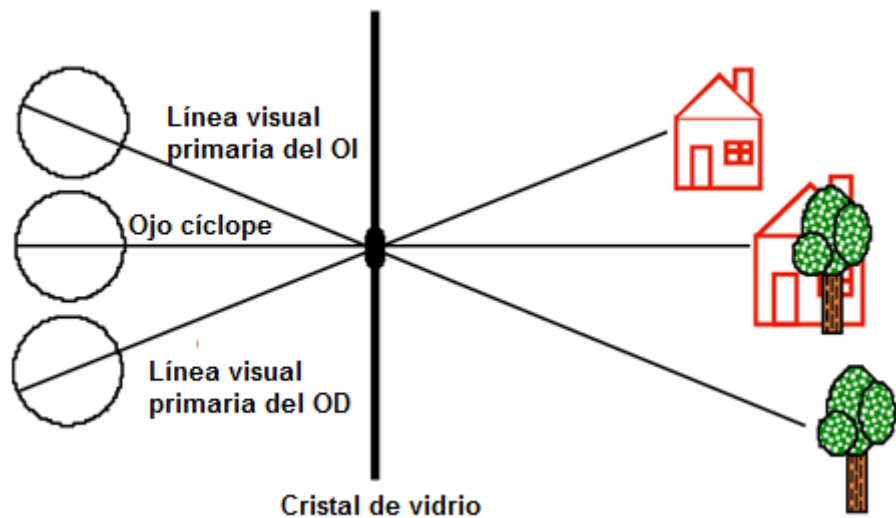 Línea visual
primaria del OI
Ojo cíclope
Línea visual
primaria del OD
Cristal de vidrio